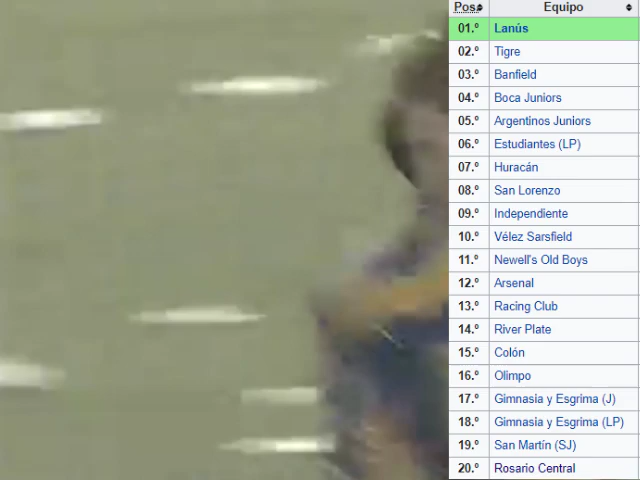 Pos. Equipo
01.º Lanús
02.º Tigre
03.º Banfield
04.º Boca Juniors
05.º Argentinos Juniors
06.º Estudiantes (LP)
07.º Huracán
08.º San Lorenzo
09.º Independiente
10.º Vélez Sarsfield
11.º Newell's Old Boys
12.º Arsenal
13.º Racing Club
14.º River Plate
15.º Colón
16.º Olimpo
17.º Gimnasia y Esgrima (J)
18.º Gimnasia y Esgrima (LP)
19.º San Martín (SJ)
20.º Rosario Central